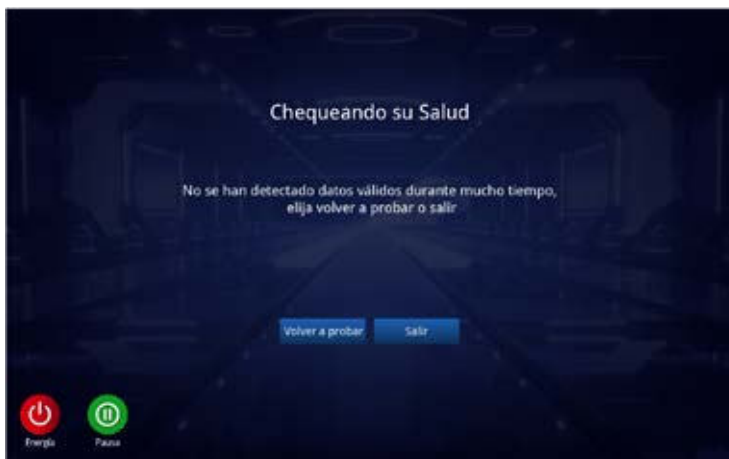 Chequeando su Salud
No se han detectado datos válidos durante mucho tiempo,
elija volver a probar o salir
Volver a probar
Salir
Energía
Pausa